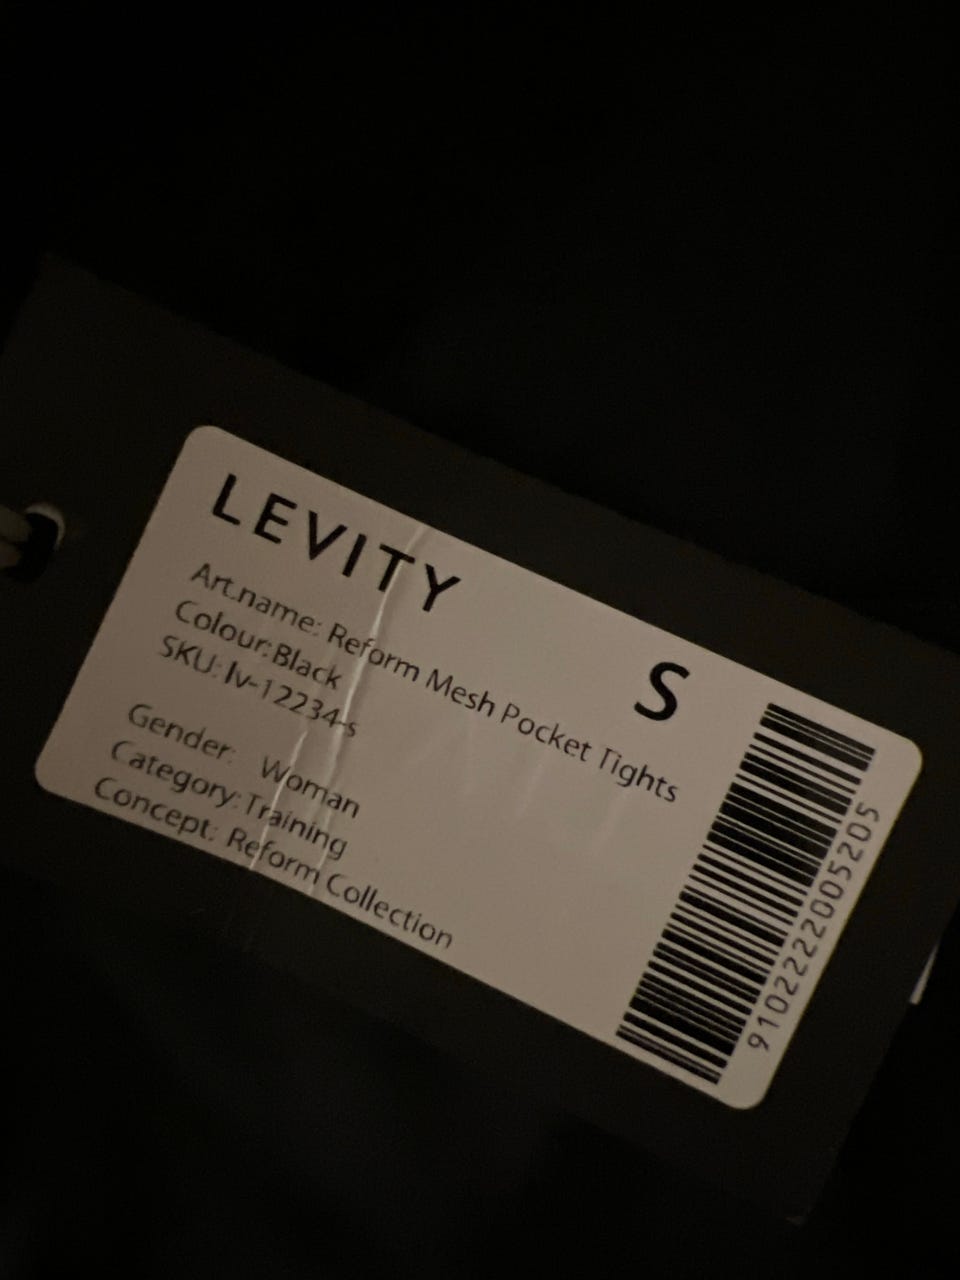 LEVITY
S
Art.name: Reform Mesh Pocket Tights
Colour: Black
SKU: lv-12234-s
Gender: Woman
Category: Training
Concept: Reform Collection
9102222005205